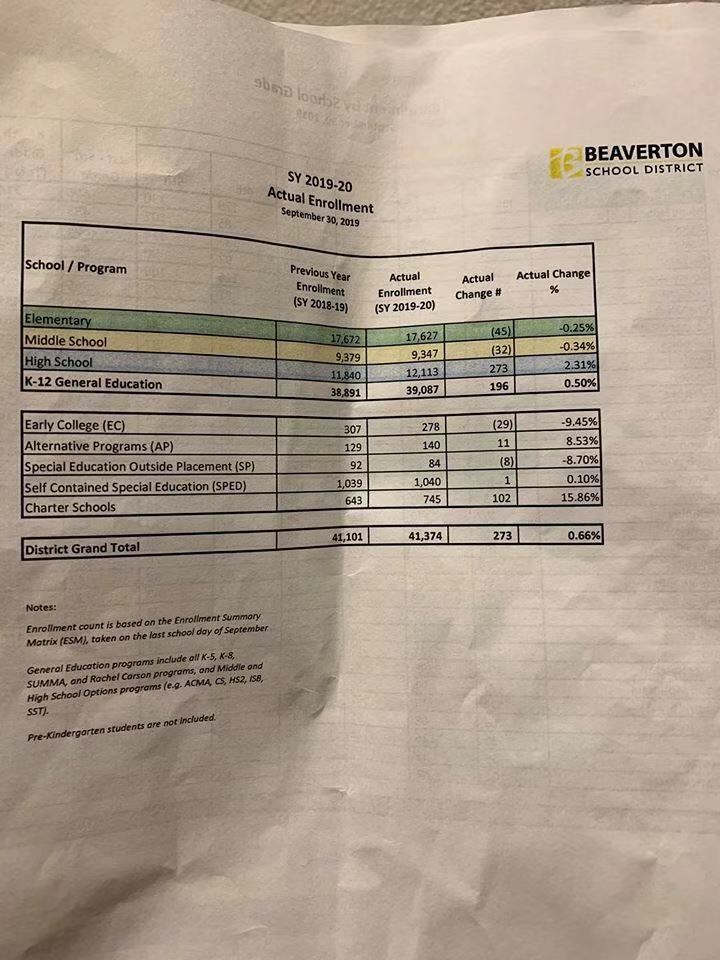 BEAVERTON
SCHOOL DISTRICT
SY 2019-20
Actual Enrollment
September 30, 2019
School / Program Previous Year Enrollment (SY 2018-19) Actual Enrollment (SY 2019-20) Actual Change # Actual Change %
Elementary 17,672 17,627 (45) -0.25%
Middle School 9,379 9,347 (32) -0.34%
High School 11,840 12,113 273 2.31%
K-12 General Education 38,891 39,087 196 0.50%
Early College (EC) 307 278 (29) -9.45%
Alternative Programs (AP) 129 140 11 8.53%
Special Education Outside Placement (SP) 92 84 (8) -8.70%
Self Contained Special Education (SPED) 1,039 1,040 1 0.10%
Charter Schools 643 745 102 15.86%
District Grand Total 41,101 41,374 273 0.66%
Notes:
Enrollment count is based on the Enrollment Summary
Matrix (ESM), taken on the last school day of September
General Education programs include all K-5, K-8,
SUMMA, and Rachel Carson programs, and Middle and
High School Options programs (e.g. ACMA, CS, HS2, ISB,
SST).
Pre-Kindergarten students are not included.